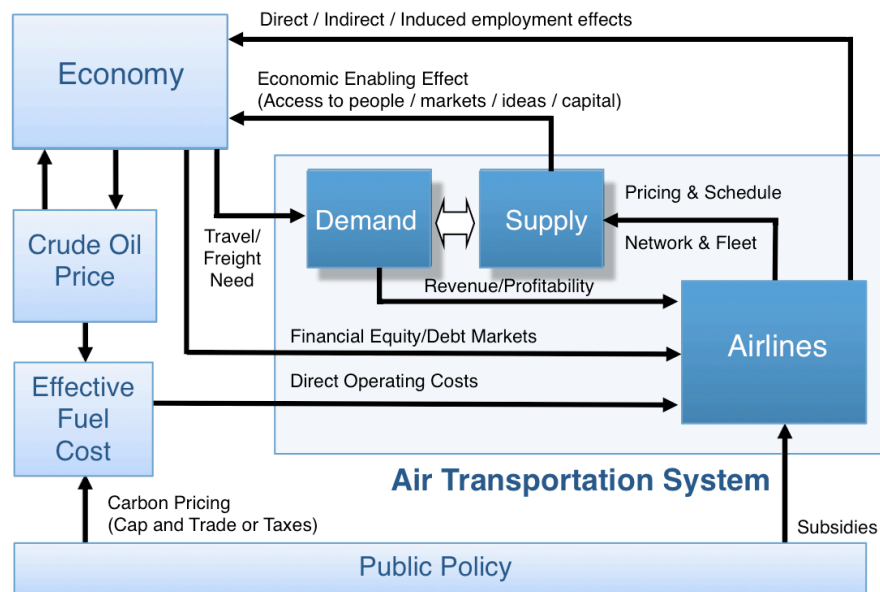 Direct / Indirect / Induced employment effects
Economy
Economic Enabling Effect
(Access to people / markets / ideas / capital)
Demand
Supply
Pricing & Schedule
Network & Fleet
Travel/
Freight
Need
Crude Oil
Price
Revenue/Profitability
Airlines
Financial Equity/Debt Markets
Effective
Fuel
Cost
Direct Operating Costs
Air Transportation System
Carbon Pricing
(Cap and Trade or Taxes)
Subsidies
Public Policy